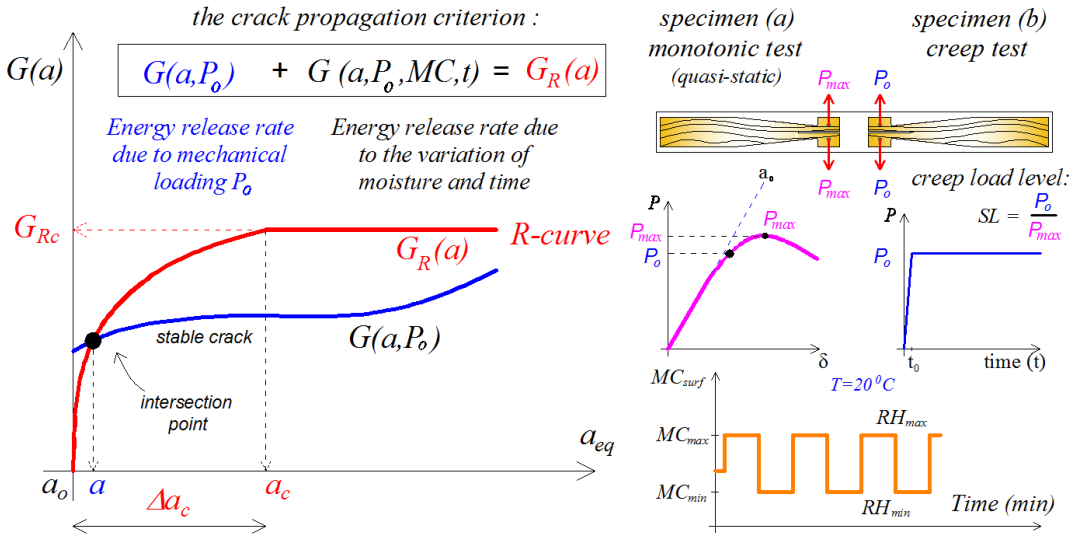 the crack propagation criterion :
G(a)
G(a,Po) + G (a,Po,MC,t) = GR(a)
Energy release rate
due to mechanical
loading Po
Energy release rate due
to the variation of
moisture and time
GRc
R-curve
GR(a)
stable crack
G(a,Po)
intersection
point
aeq
ao
a
ac
Δac
specimen (a)
monotonic test
(quasi-static)
specimen (b)
creep test
Pmax
Po
Pmax
Po
ao
creep load level:
SL = Po
Pmax
P
Pmax
Pmax
Po
δ
P
Po
to
time (t)
T=20°C
MCsurf
MCmax
RHmax
MCmin
RHmin
Time (min)